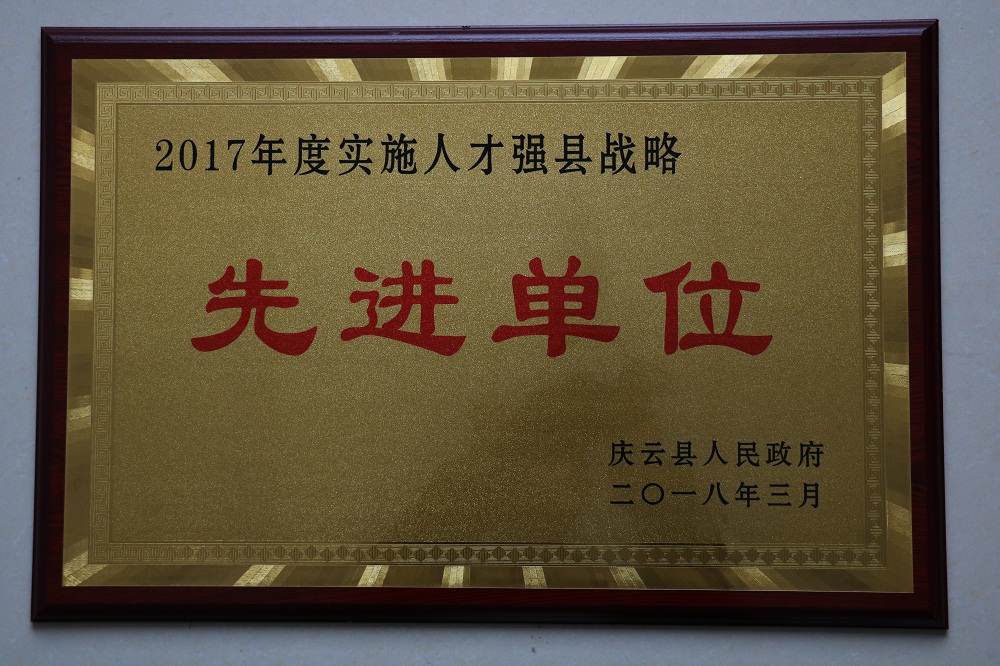 2017年度实施人才强县战略
先进单位
庆云县人民政府
二〇一八年三月